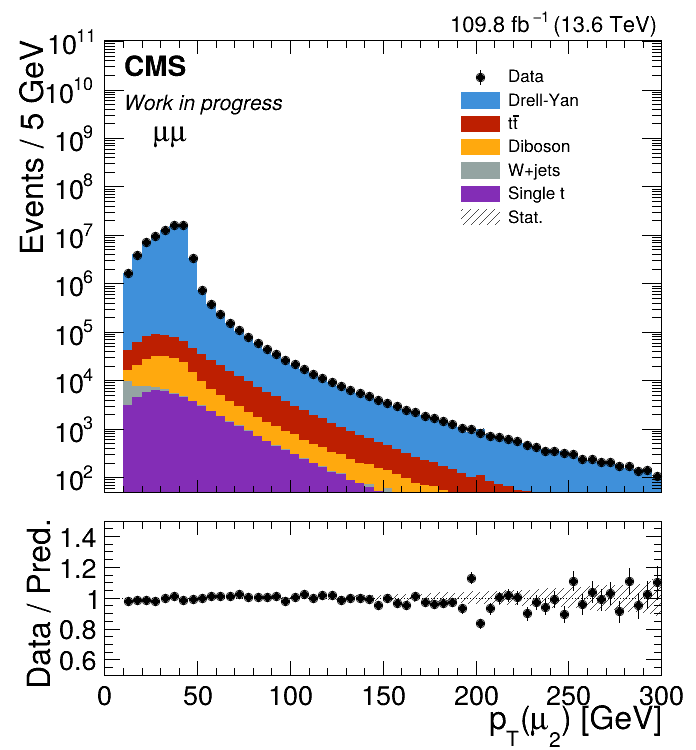 109.8 fb⁻¹ (13.6 TeV)
CMS
Work in progress
μμ
Data
Drell-Yan
tt̄
Diboson
W+jets
Single t
Stat.
Events / 5 GeV
10¹¹
10¹⁰
10⁹
10⁸
10⁷
10⁶
10⁵
10⁴
10³
10²
Data / Pred.
1.4
1.2
1
0.8
0.6
0 50 100 150 200 250 300
p_T(μ₂) [GeV]